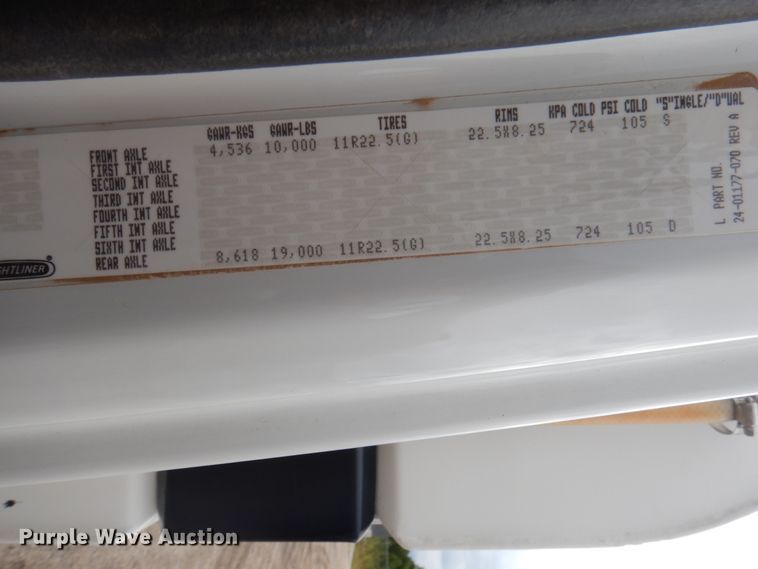 GAWR-KGS GAWR-LBS TIRES RIMS KPA COLD PSI COLD "S"INGLE/"D"UAL
FRONT AXLE 4,536 10,000 11R22.5(G) 22.5X8.25 724 105 S
FIRST INT AXLE
SECOND INT AXLE
THIRD INT AXLE
FOURTH INT AXLE
FIFTH INT AXLE
SIXTH INT AXLE
REAR AXLE 8,618 19,000 11R22.5(G) 22.5X8.25 724 105 D
L PART NO.
24-01177-070 REV A
GHTLINER
Purple Wave Auction